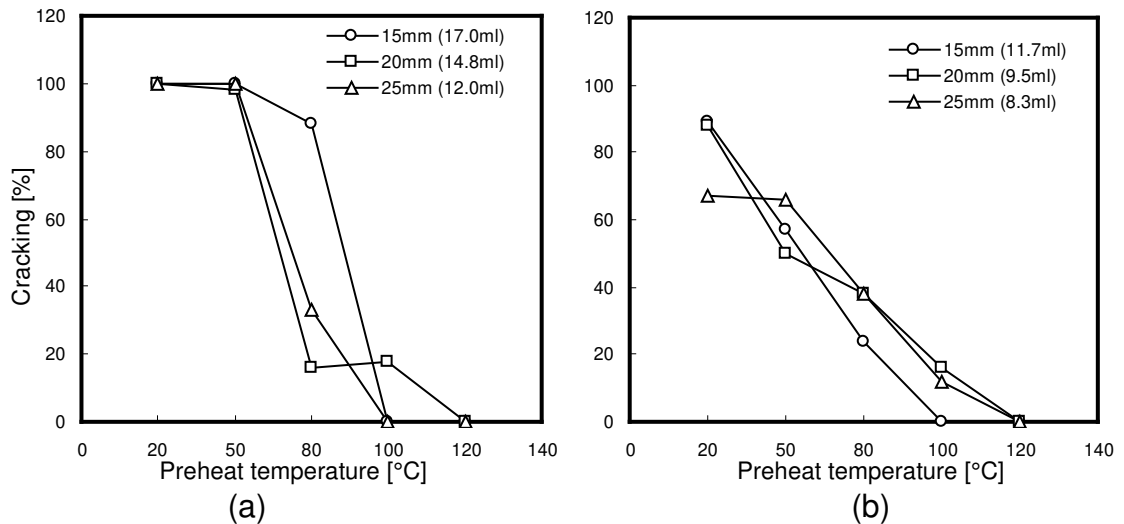 120
100
80
60
40
20
0
Cracking [%]
15mm (17.0ml)
20mm (14.8ml)
25mm (12.0ml)
0 20 50 80 100 120 140
Preheat temperature [°C]
(a)
120
100
80
60
40
20
0
15mm (11.7ml)
20mm (9.5ml)
25mm (8.3ml)
0 20 50 80 100 120 140
Preheat temperature [°C]
(b)